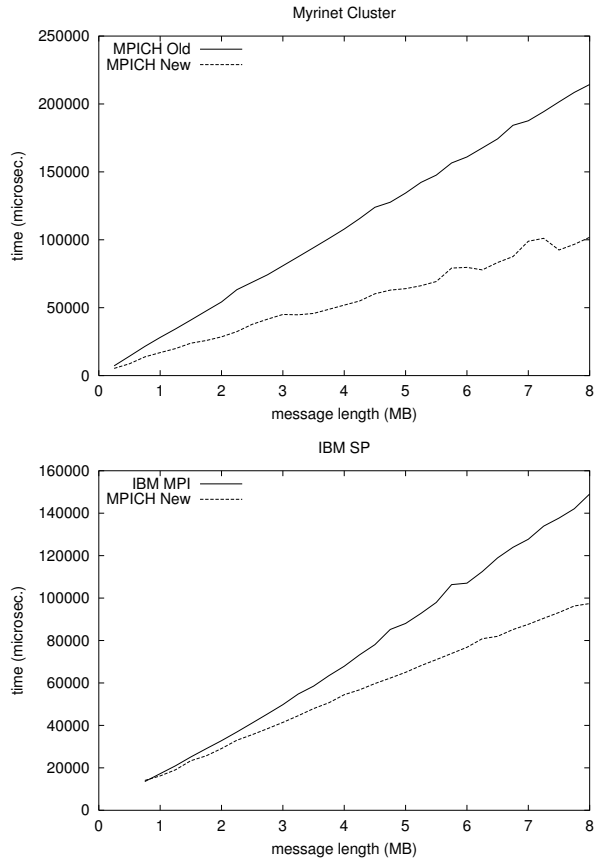 Myrinet Cluster
250000
200000
150000
100000
50000
0
time (microsec.)
MPICH Old
MPICH New
0 1 2 3 4 5 6 7 8
message length (MB)
IBM SP
160000
140000
120000
100000
80000
60000
40000
20000
0
time (microsec.)
IBM MPI
MPICH New
0 1 2 3 4 5 6 7 8
message length (MB)